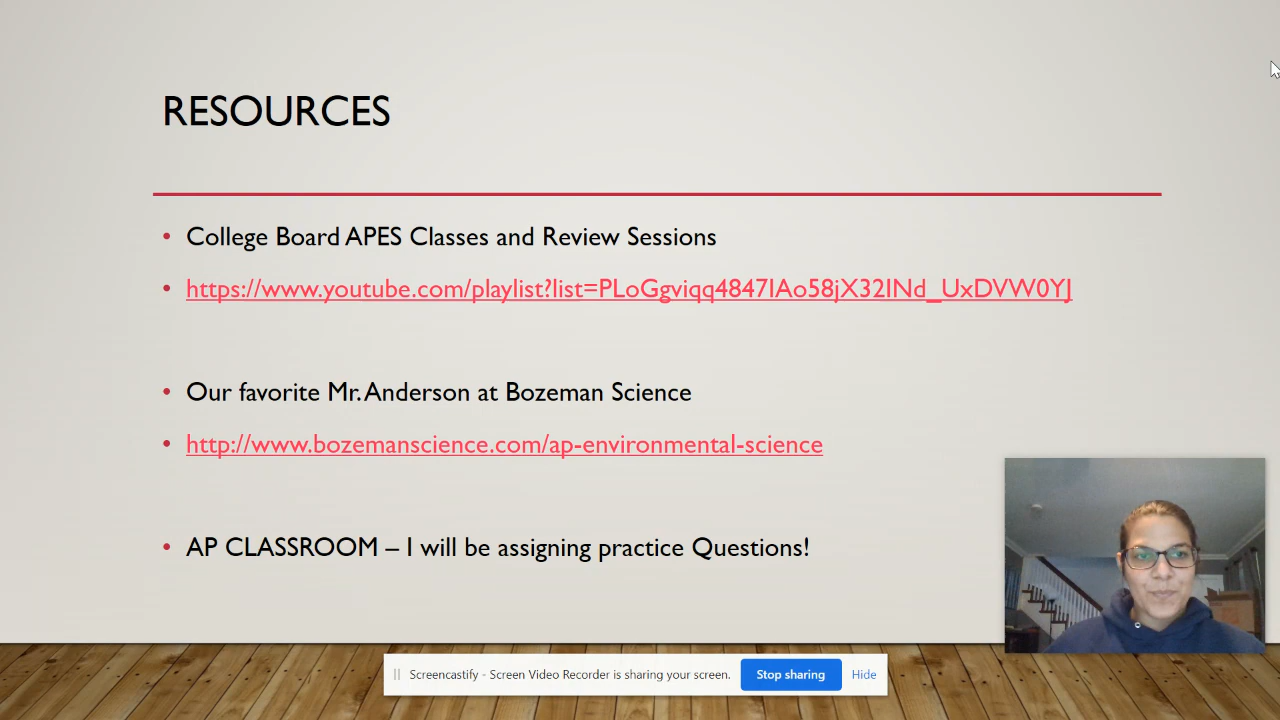 RESOURCES
College Board APES Classes and Review Sessions
https://www.youtube.com/playlist?list=PLoGgviqq4847IAo58jX32INd_UxDVW0YJ
Our favorite Mr. Anderson at Bozeman Science
http://www.bozemanscience.com/ap-environmental-science
AP CLASSROOM – I will be assigning practice Questions!
Screencastify - Screen Video Recorder is sharing your screen. Stop sharing Hide